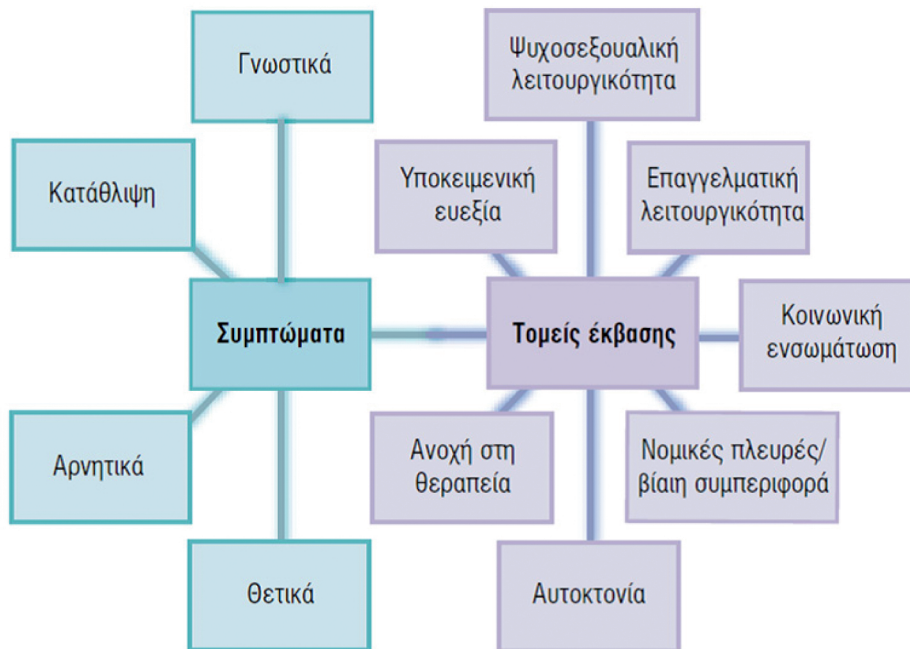 Γνωστικά
Κατάθλιψη
Συμπτώματα
Αρνητικά
Θετικά
Ψυχοσεξουαλική
λειτουργικότητα
Υποκειμενική
ευεξία
Επαγγελματική
λειτουργικότητα
Τομείς έκβασης
Κοινωνική
ενσωμάτωση
Ανοχή στη
θεραπεία
Νομικές πλευρές/
βίαιη συμπεριφορά
Αυτοκτονία